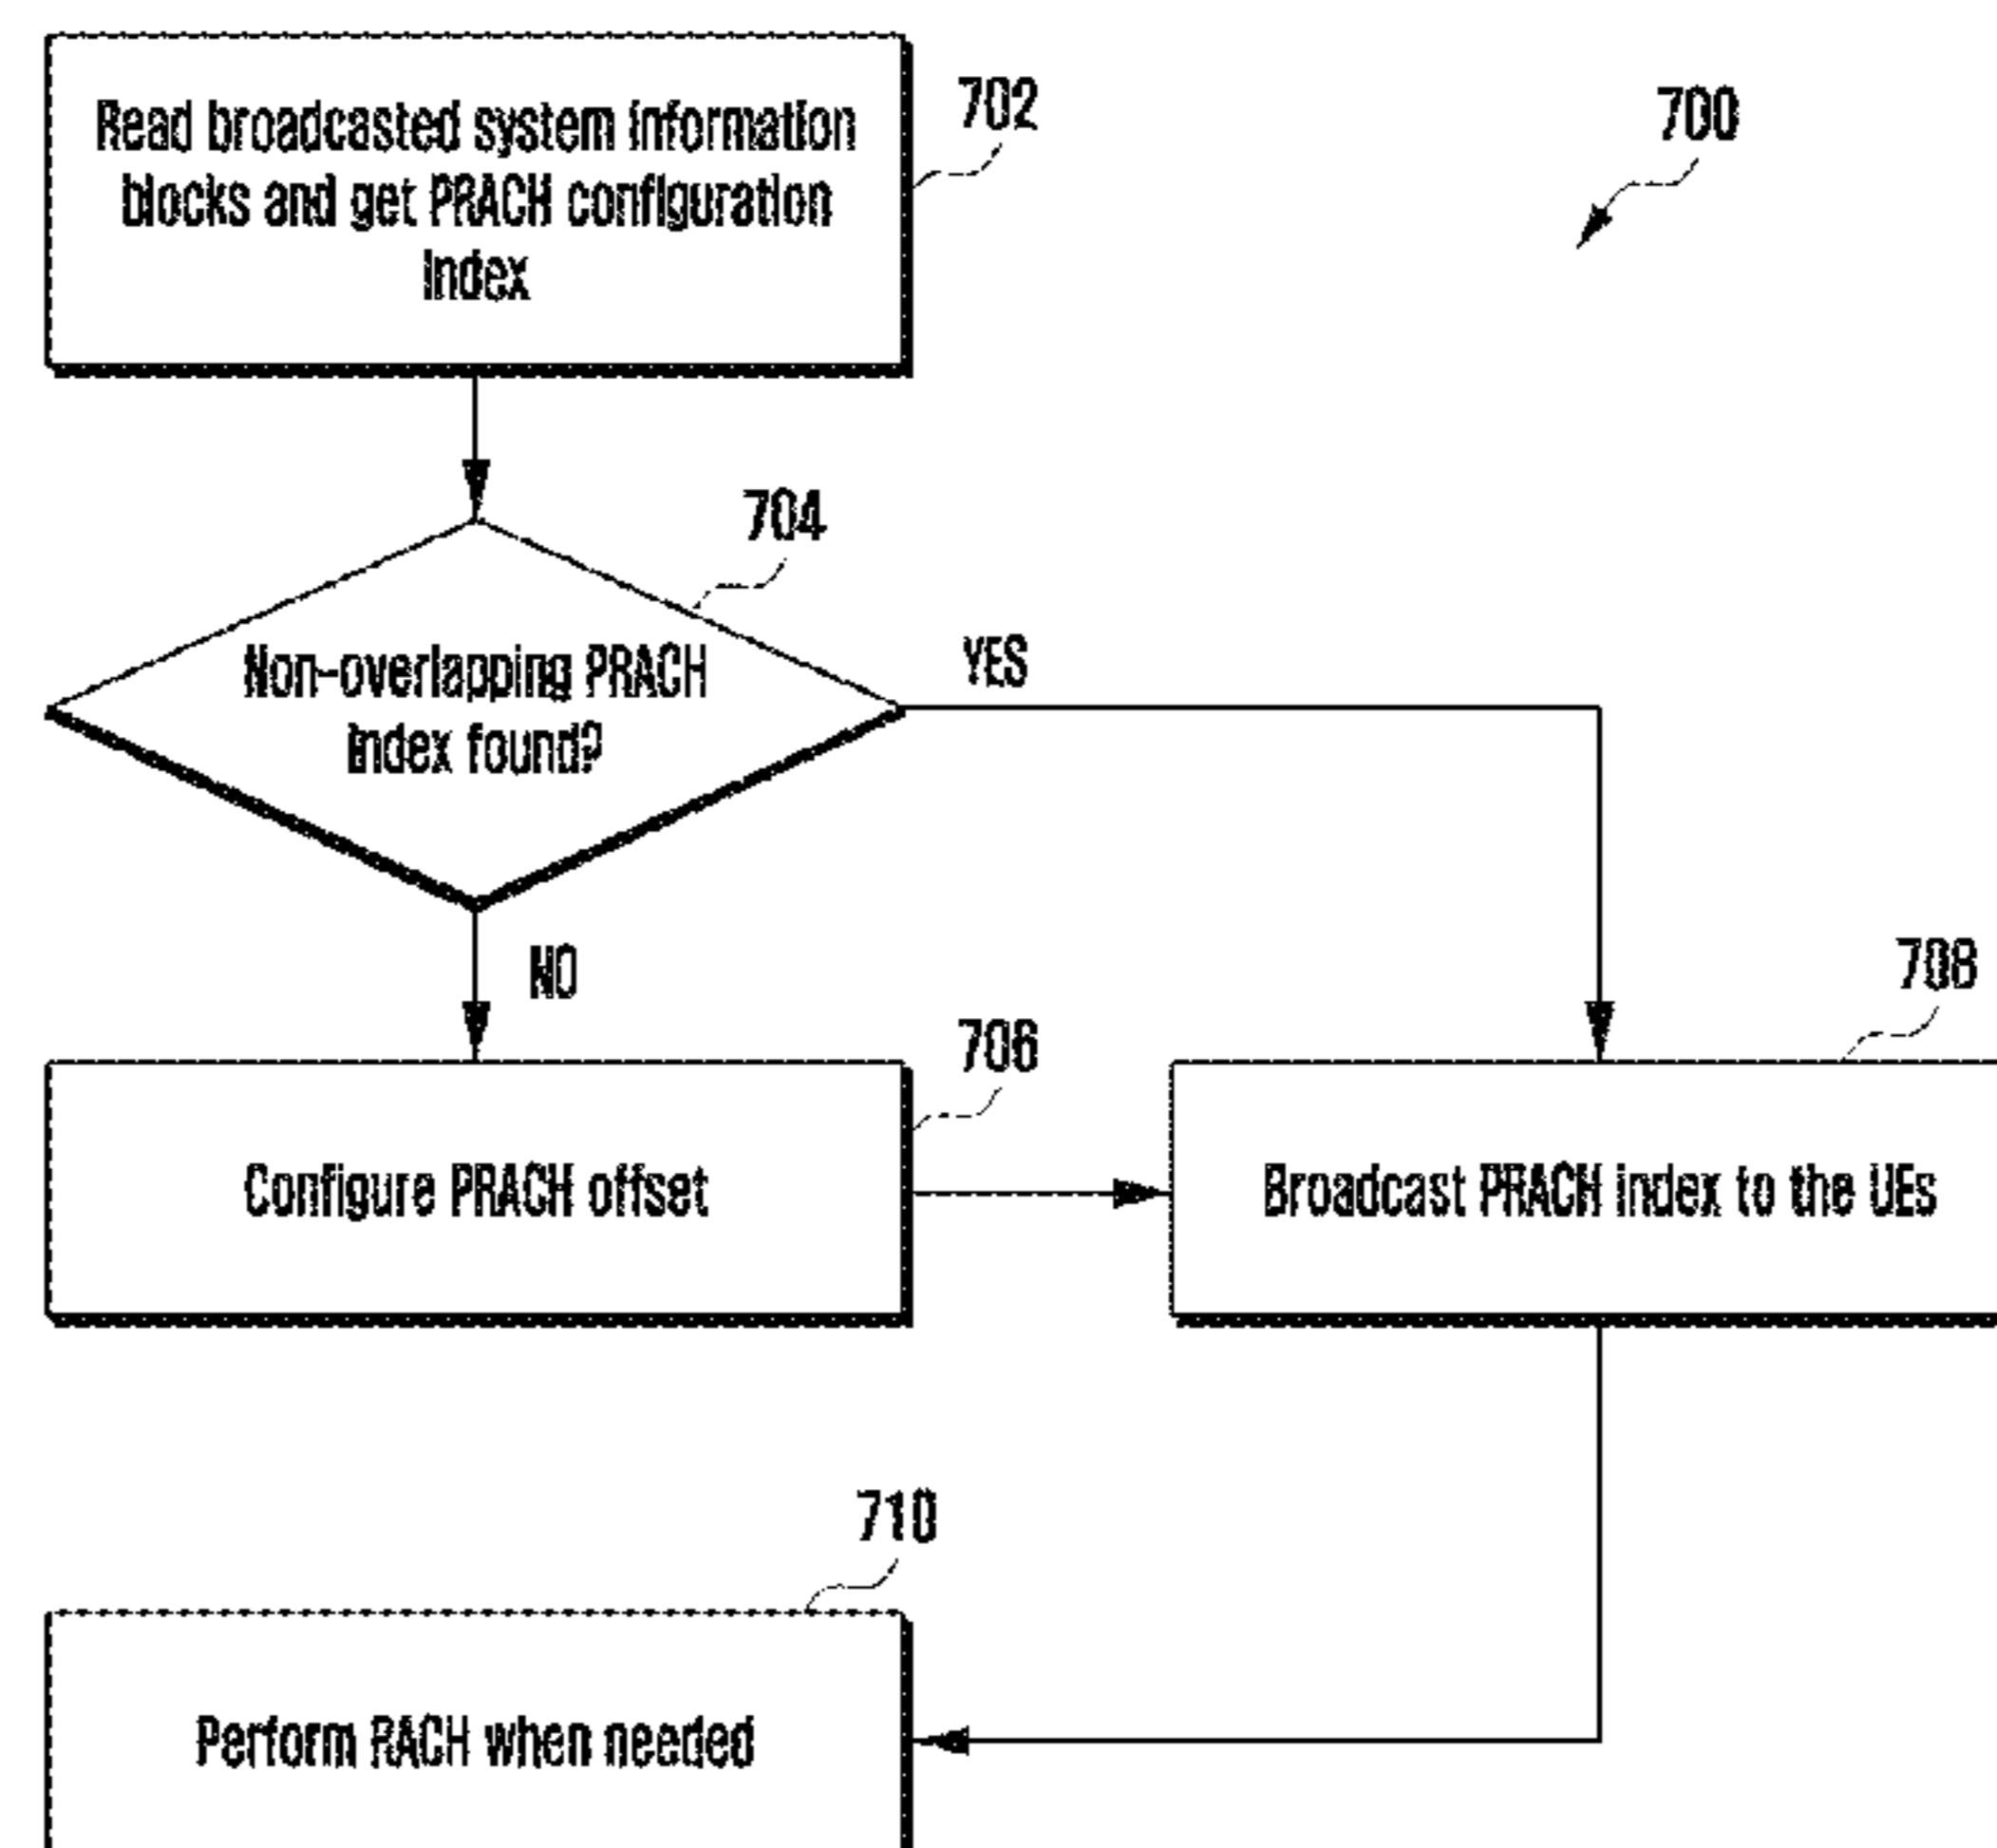 702
700
Read broadcasted system information
blocks and get PRACH configuration
index
704
Non-overlapping PRACH
index found?
YES
NO
706
708
Configure PRACH offset
Broadcast PRACH index to the UEs
710
Perform RACH when needed